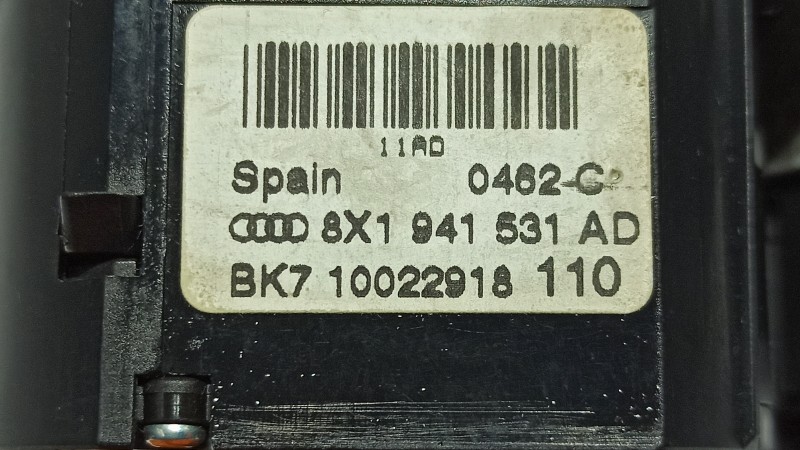 11AD
Spain 0462-C
8X1 941 531 AD
BK7 10022918 110